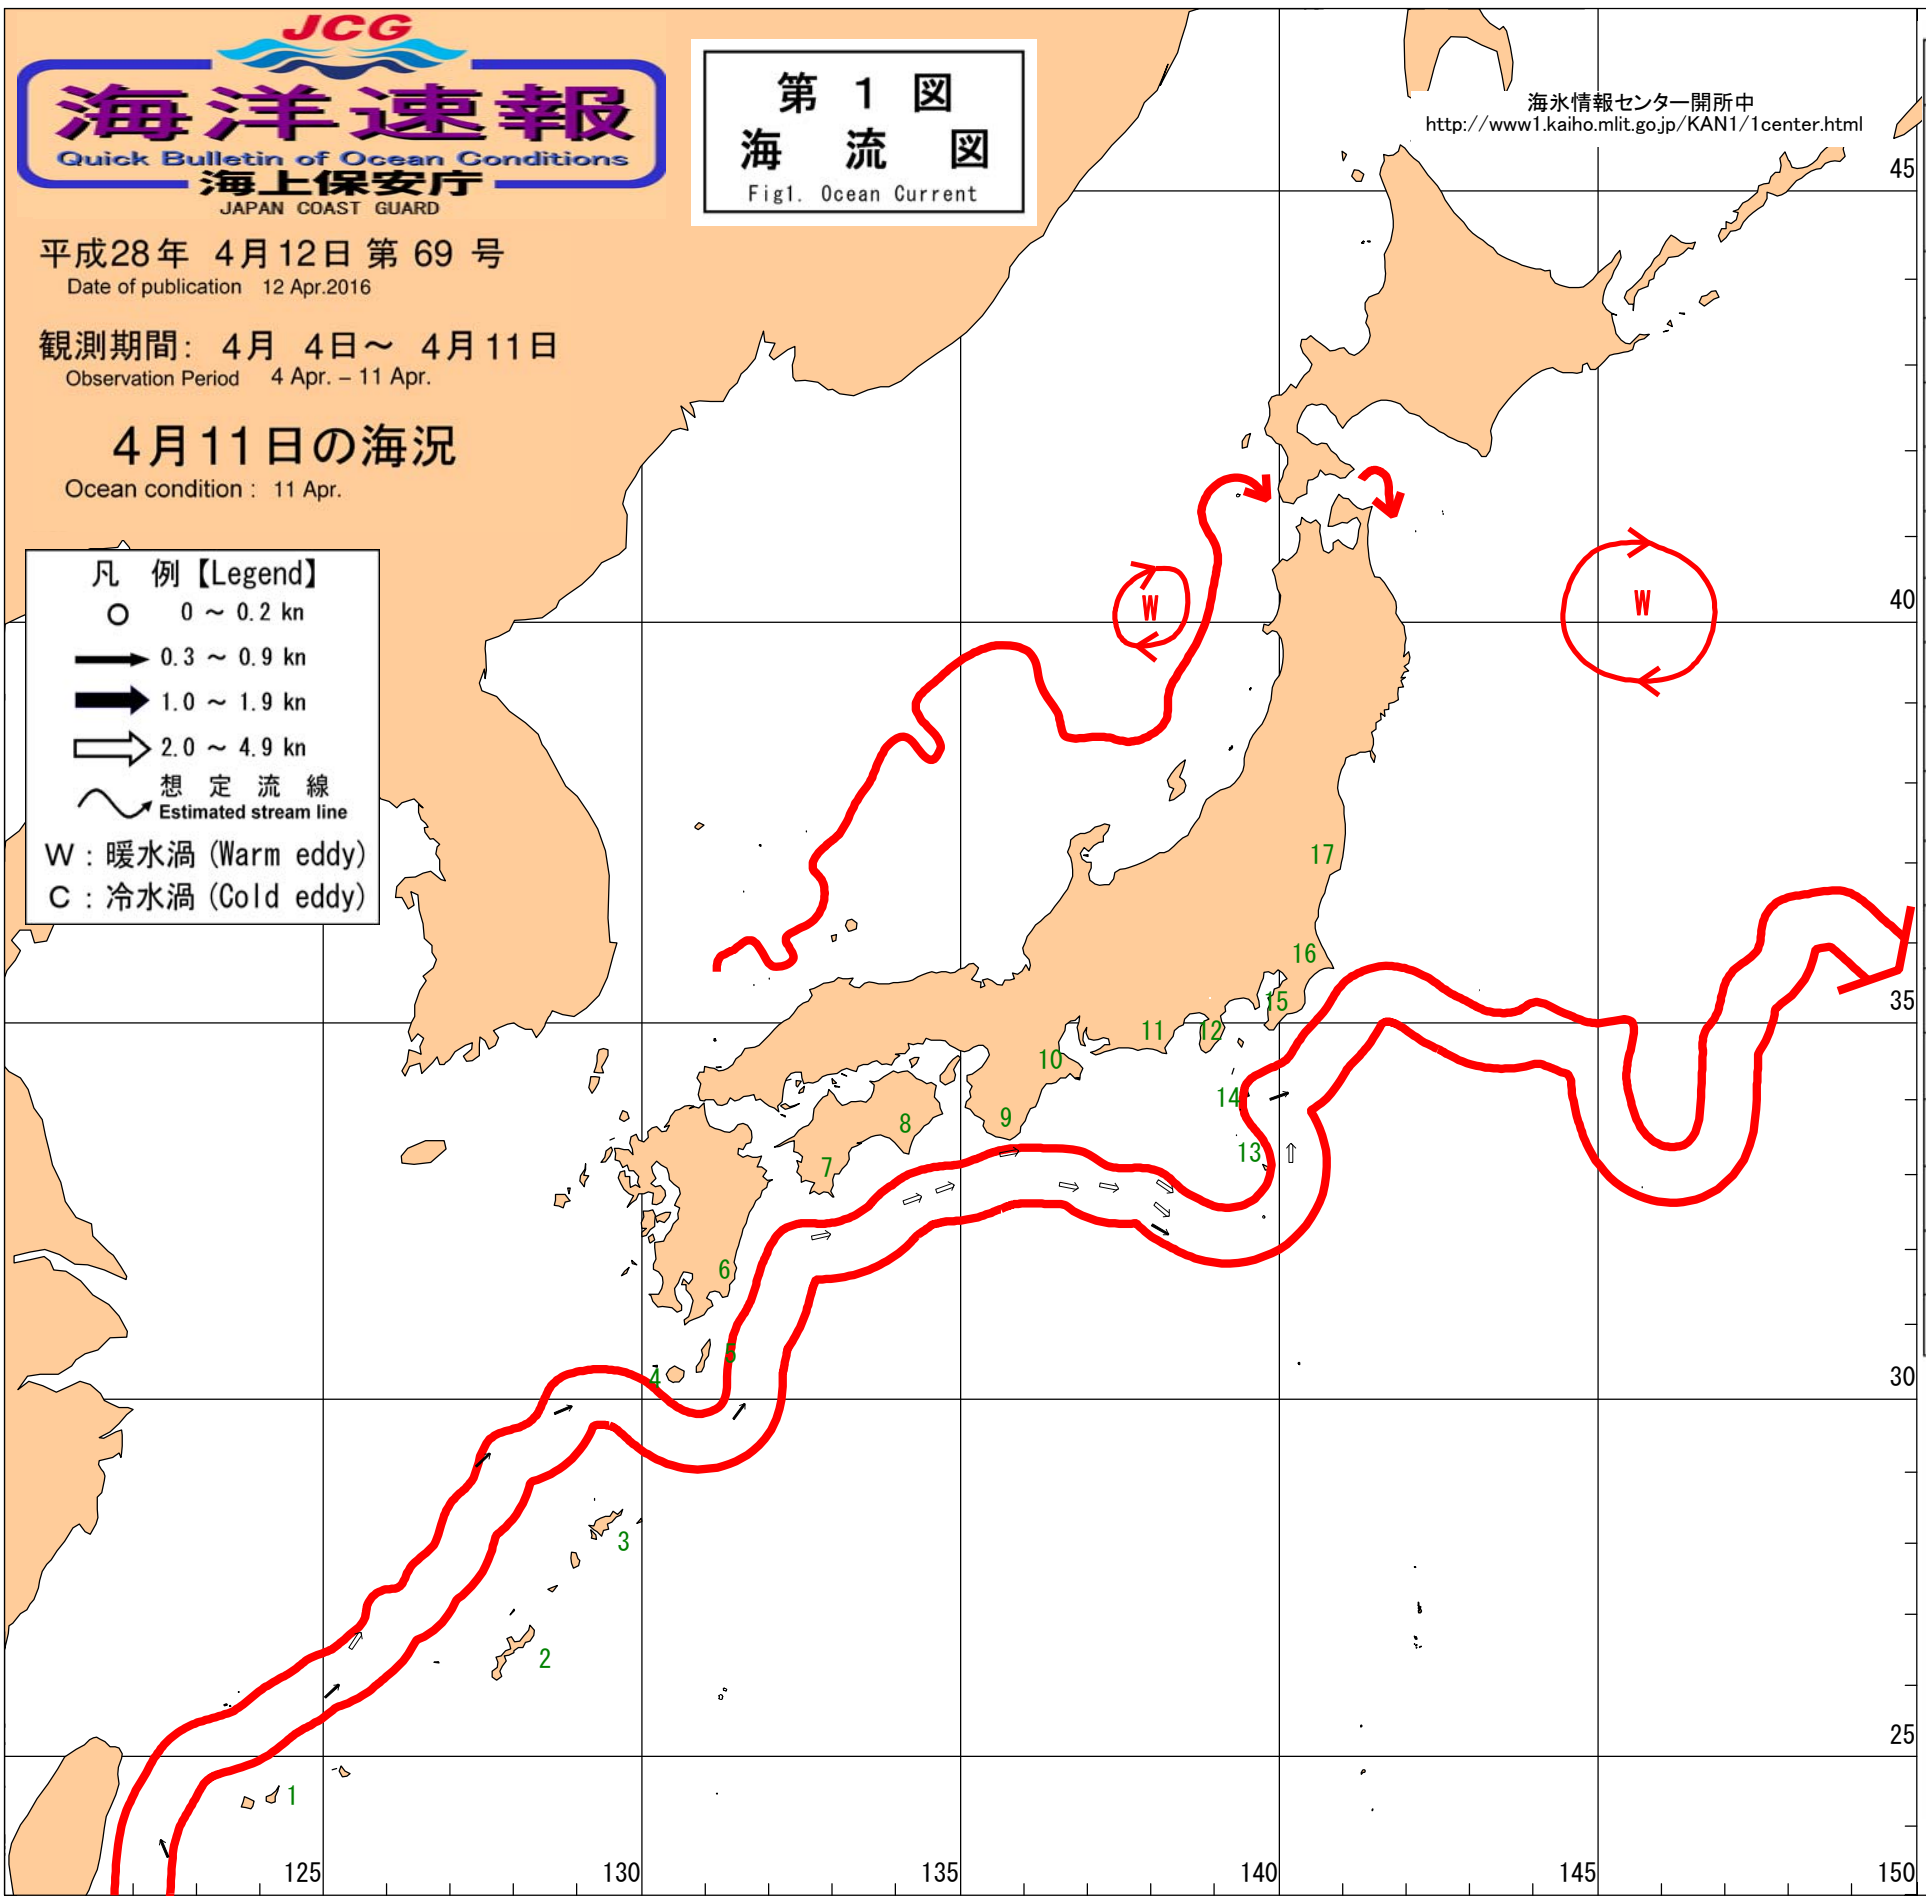 JCG
海洋速報
Quick Bulletin of Ocean Conditions
海上保安庁
JAPAN COAST GUARD
第 1 図
海 流 図
Fig1. Ocean Current
海氷情報センター開所中
http://www1.kaiho.mlit.go.jp/KAN1/1center.html
平成28年 4月12日 第 69 号
Date of publication 12 Apr.2016
観測期間: 4月 4日～ 4月11日
Observation Period 4 Apr. – 11 Apr.
4月11日の海況
Ocean condition : 11 Apr.
凡 例【Legend】
0 ～ 0.2 kn
0.3 ～ 0.9 kn
1.0 ～ 1.9 kn
2.0 ～ 4.9 kn
想 定 流 線
Estimated stream line
W : 暖水渦 (Warm eddy)
C : 冷水渦 (Cold eddy)
45
40
35
30
25
W
W
17
16
15
12
11
10
14
9
8
13
7
6
5
4
3
2
1
125
130
135
140
145
150